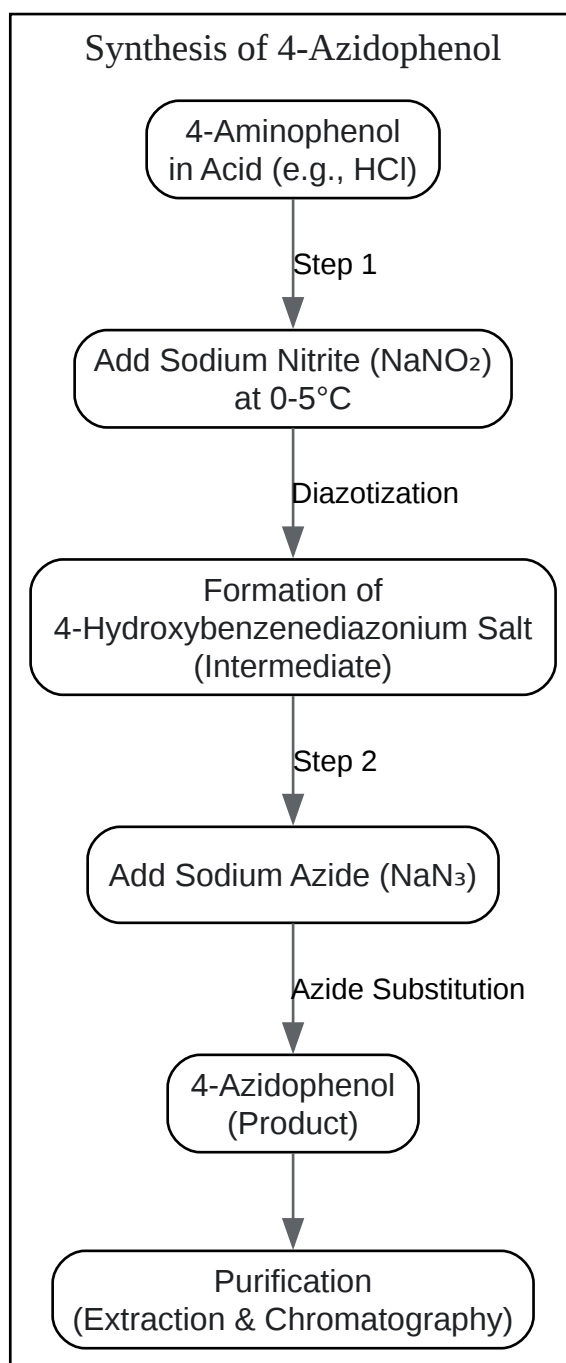 Synthesis of 4-Azidophenol
4-Aminophenol
in Acid (e.g., HCl)
Step 1
Add Sodium Nitrite (NaNO₂)
at 0-5°C
Diazotization
Formation of
4-Hydroxybenzenediazonium Salt
(Intermediate)
Step 2
Add Sodium Azide (NaN₃)
Azide Substitution
4-Azidophenol
(Product)
Purification
(Extraction & Chromatography)